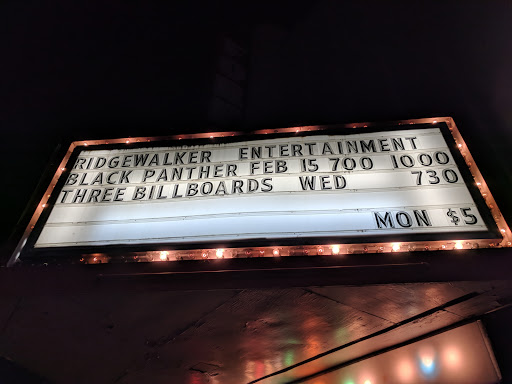 RIDGEWALKER ENTERTAINMENT
BLACK PANTHER FEB 15 700 1000
THREE BILLBOARDS WED 730
MON $5